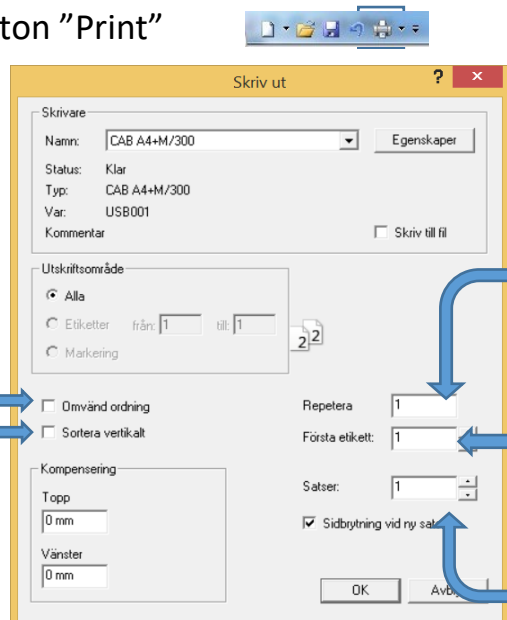 ton ”Print”
Skriv ut
Skrivare
Namn: CAB A4+M/300 Egenskaper
Status: Klar
Typ: CAB A4+M/300
Var: USB001
Kommentar Skriv till fil
Utskriftsområde
Alla
Etiketter från: 1 till: 1
Markering
2 2
Omvänd ordning Repetera 1
Sortera vertikalt Första etikett: 1
Kompensering
Topp Satser: 1
0 mm Sidbrytning vid ny
Vänster
0 mm
OK